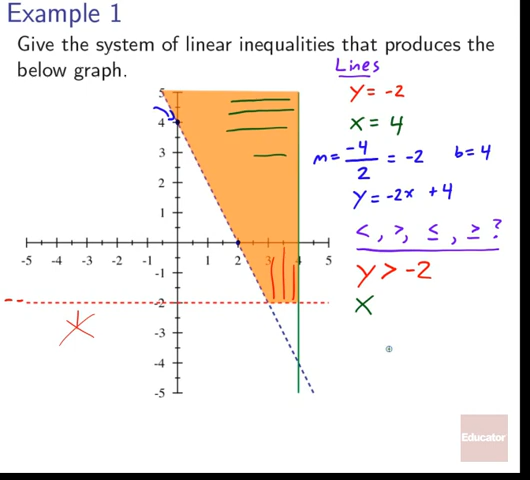 Example 1
Give the system of linear inequalities that produces the
below graph.
Lines
y = -2
x = 4
m = -4/2 = -2 b = 4
y = -2x + 4
<, >, ≤, ≥ ?
y > -2
x
5
4
3
2
1
-5 -4 -3 -2 -1 1 2 3 4 5
-1
-2
-3
-4
-5
Educator